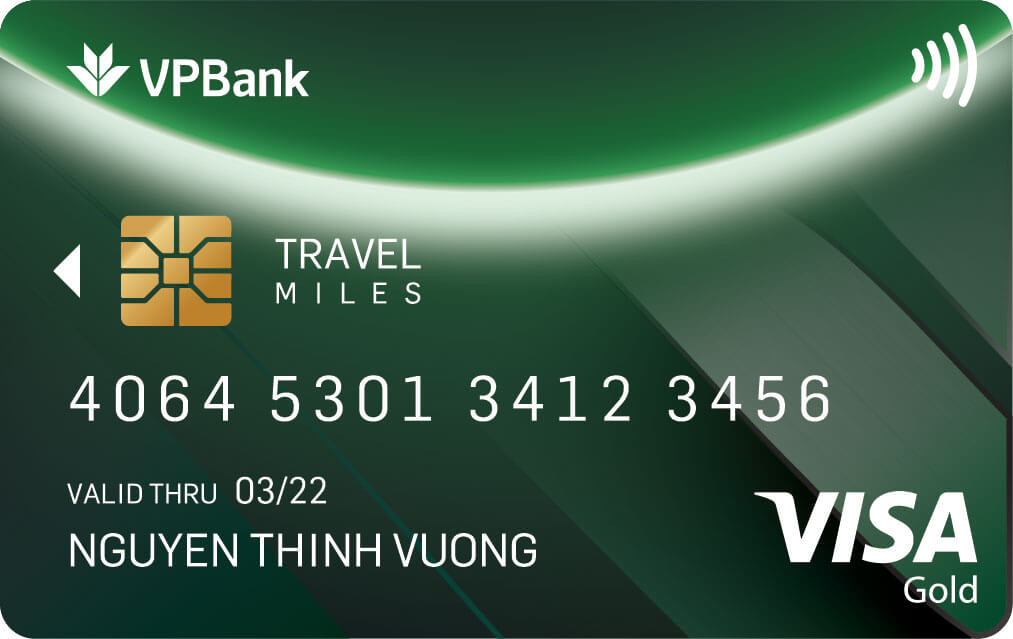 VPBank
TRAVEL
MILES
4064 5301 3412 3456
VALID THRU 03/22
NGUYEN THINH VUONG
VISA
Gold